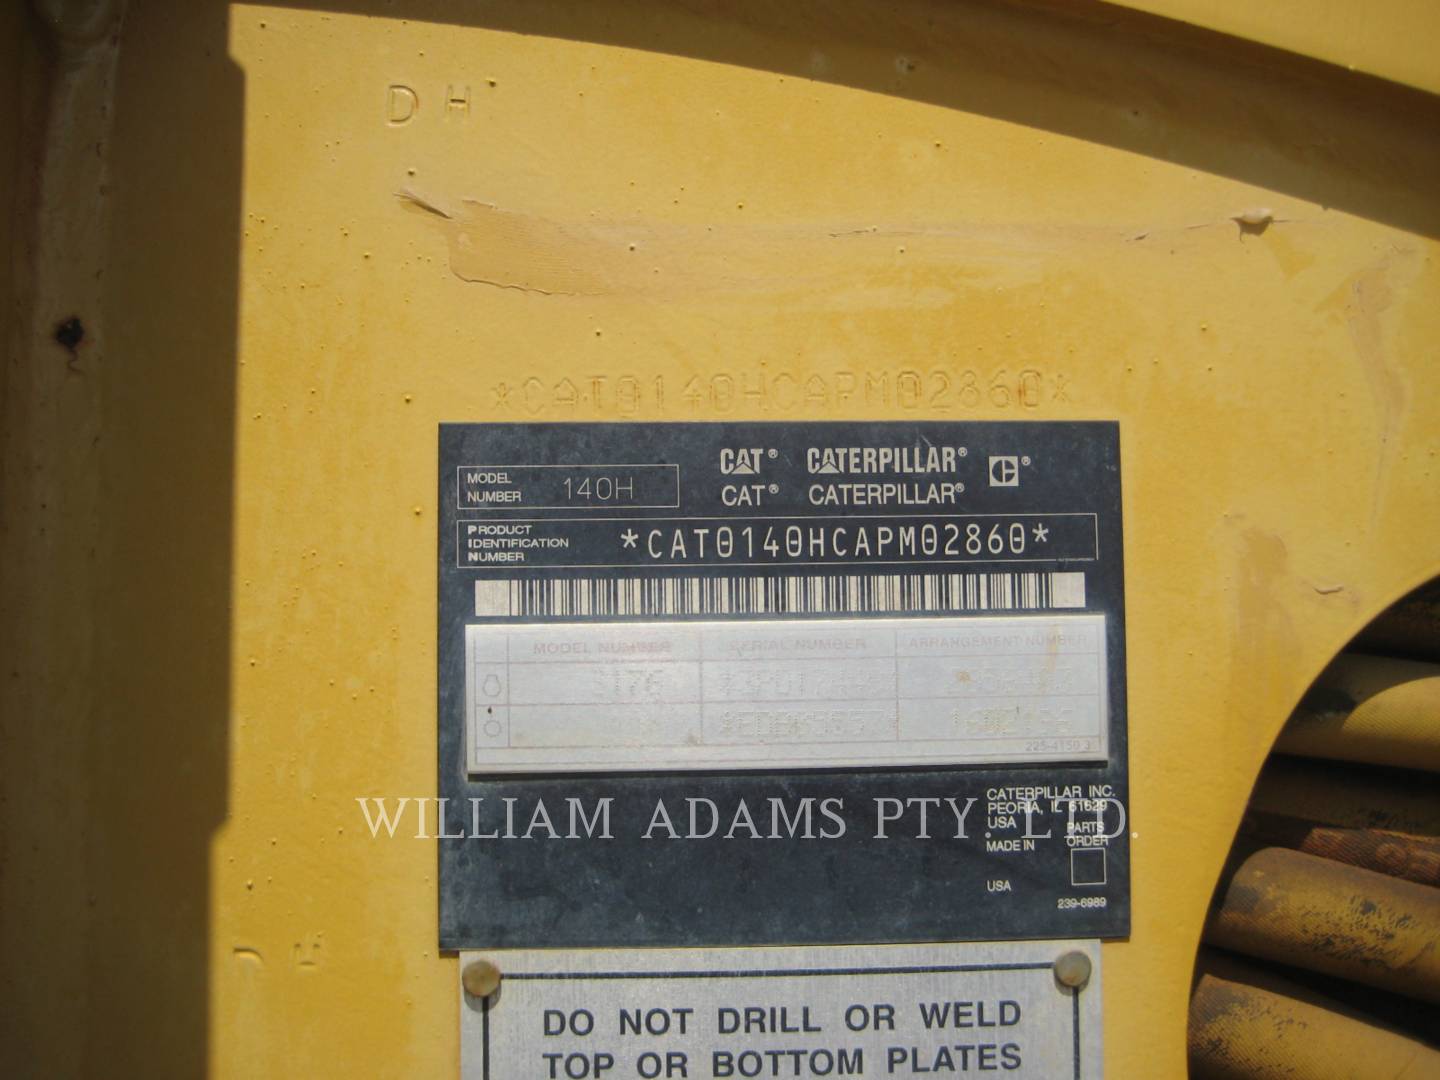 D H
*CAT0140HCAPM02860*
CAT® CATERPILLAR®
MODEL NUMBER 140H
CAT® CATERPILLAR®
PRODUCT IDENTIFICATION NUMBER *CAT0140HCAPM02860*
MODEL NUMBER SERIAL NUMBER ARRANGEMENT NUMBER
3176
225-4159 3
CATERPILLAR INC.
PEORIA, IL 61629
USA
PARTS ORDER
MADE IN
USA
239-6989
WILLIAM ADAMS PTY. LTD.
D H
DO NOT DRILL OR WELD
TOP OR BOTTOM PLATES